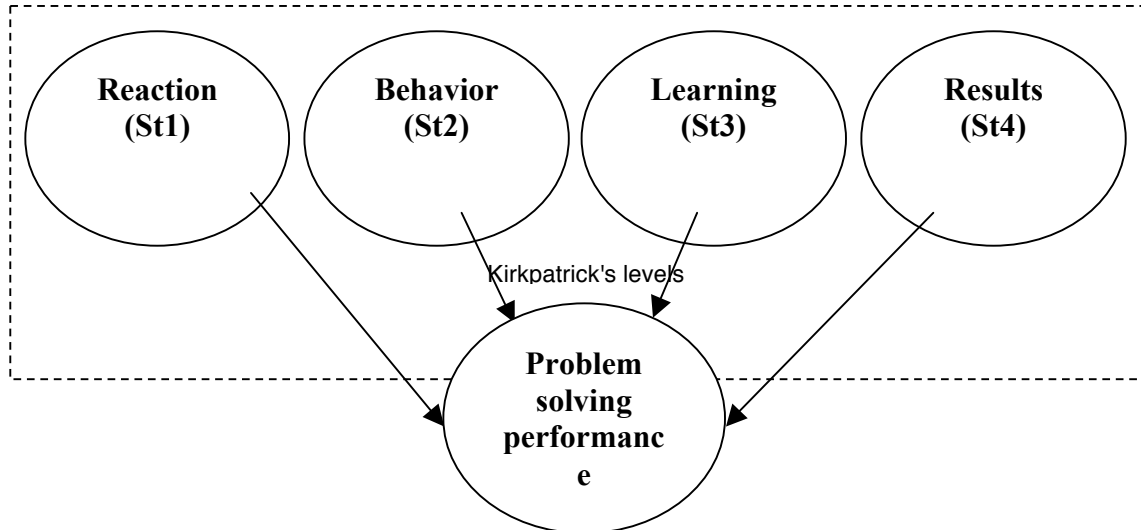 Reaction
(St1)
Behavior
(St2)
Learning
(St3)
Results
(St4)
Kirkpatrick's levels
Problem
solving
performanc
e